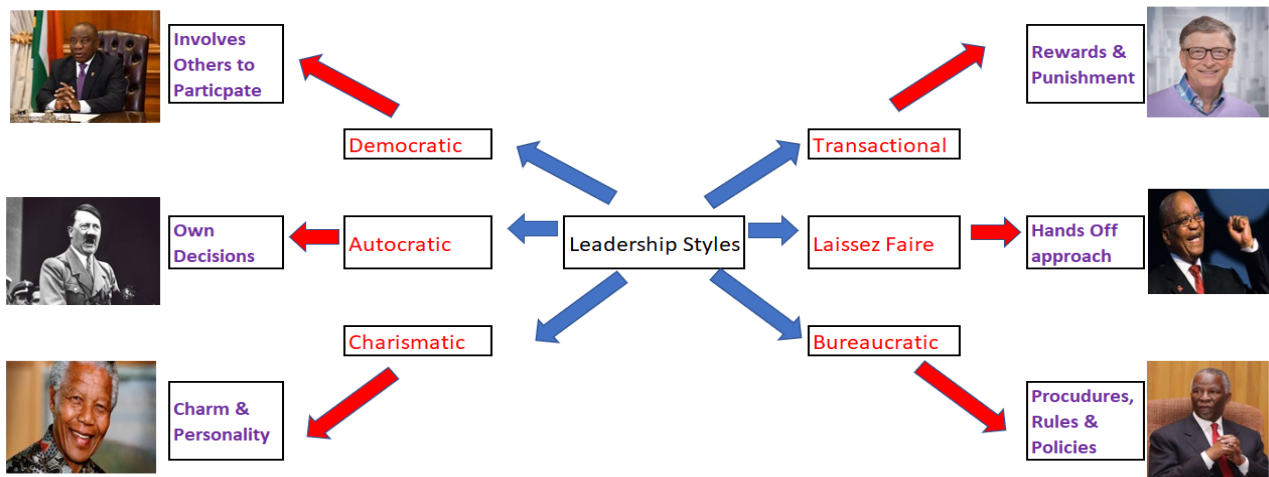 Involves
Others to
Particpate
Rewards &
Punishment
Democratic
Transactional
Own
Decisions
Autocratic
Leadership Styles
Laissez Faire
Hands Off
approach
Charismatic
Bureaucratic
Charm &
Personality
Procudures,
Rules &
Policies